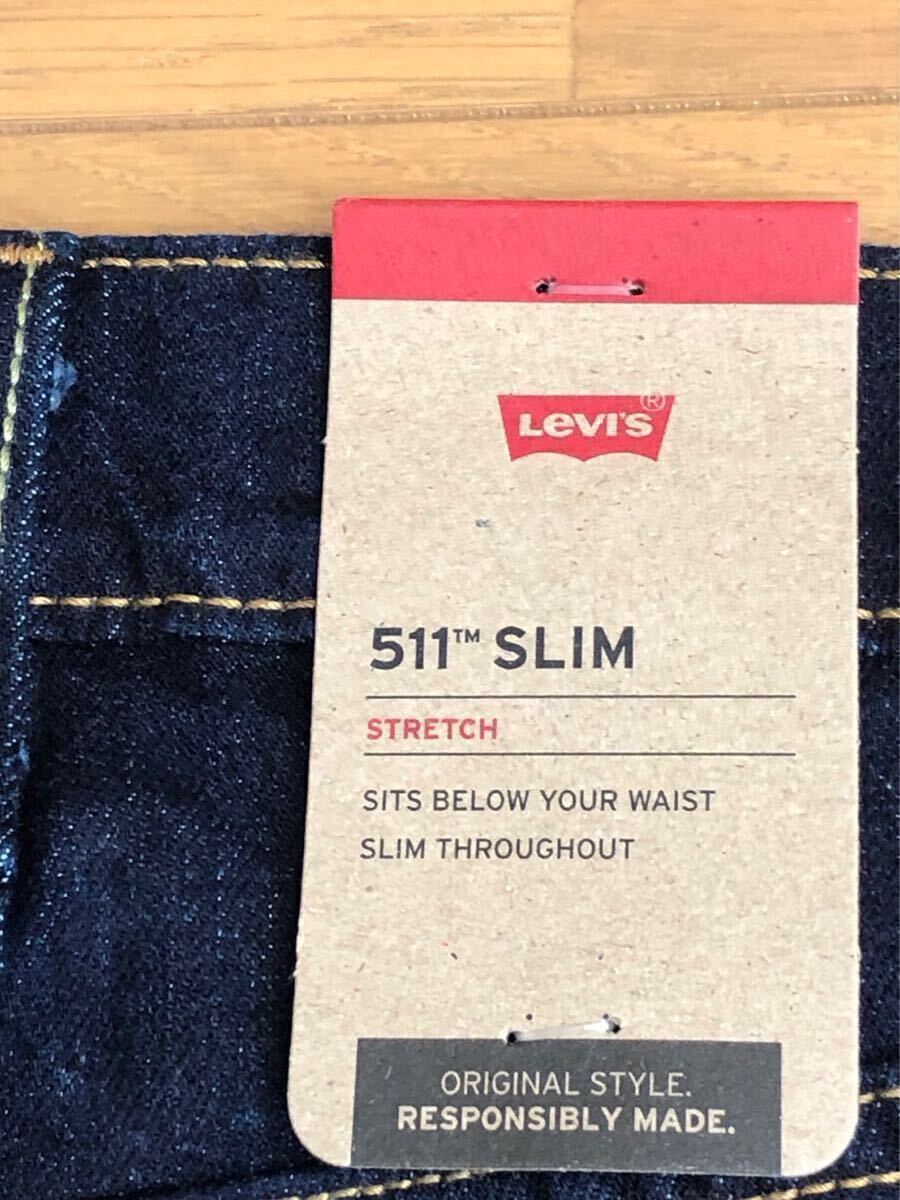 LEVI'S®
511™ SLIM
STRETCH
SITS BELOW YOUR WAIST
SLIM THROUGHOUT
ORIGINAL STYLE.
RESPONSIBLY MADE.